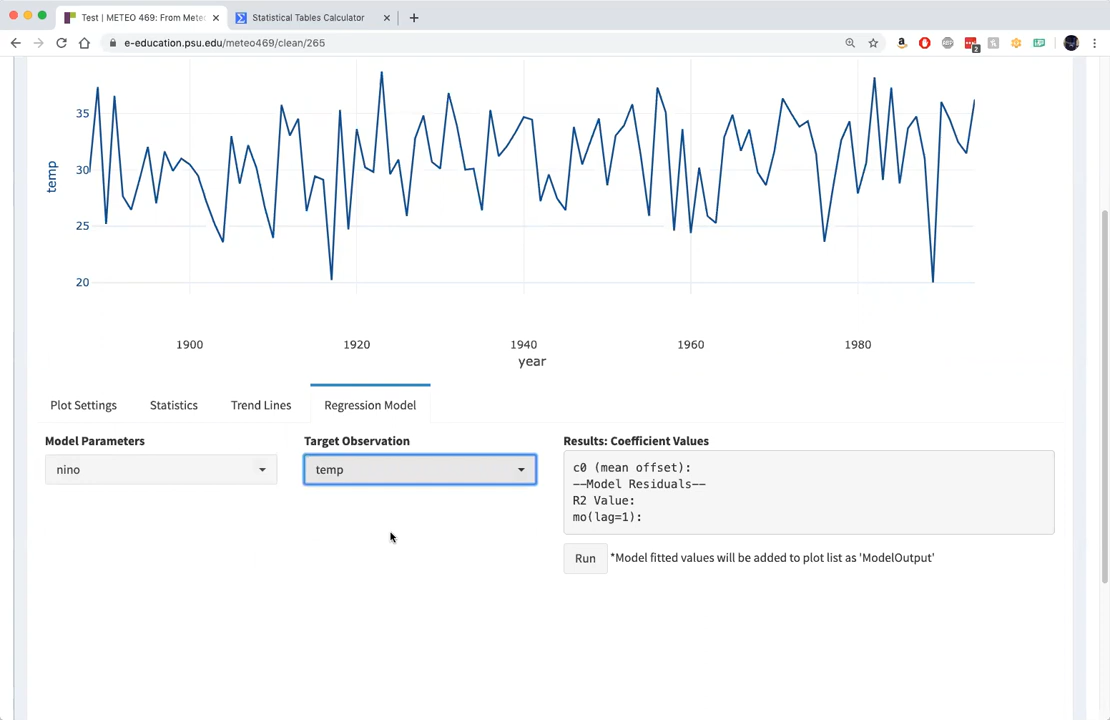 Test | METEO 469: From Mete
Statistical Tables Calculator
e-education.psu.edu/meteo469/clean/265
2
35
30
25
20
temp
1900
1920
1940
1960
1980
year
Plot Settings
Statistics
Trend Lines
Regression Model
Model Parameters
Target Observation
Results: Coefficient Values
nino
temp
c0 (mean offset):
--Model Residuals--
R2 Value:
mo(lag=1):
Run
*Model fitted values will be added to plot list as 'ModelOutput'